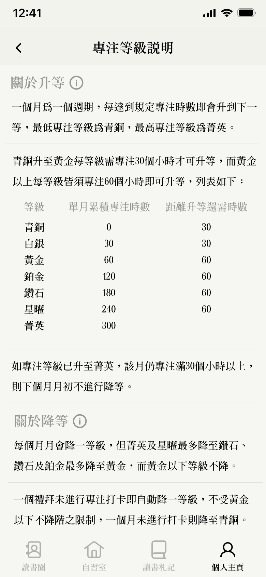 12:41
專注等級説明
關於升等
一個月爲一個週期，每達到規定專注時數即會升到下一
等，最低專注等級爲青銅，最高專注等級爲菁英。
青銅升至黃金每等級需專注30個小時才可升等，而黃金
以上每等級皆須專注60個小時即可升等，列表如下：
等級 單月累積專注時數 距離升等還需時數
青銅 0 30
白銀 30 30
黃金 60 60
鉑金 120 60
鑽石 180 60
星曜 240 60
菁英 300
如專注等級已升至菁英，該月仍專注滿30個小時以上，
則下個月月初不進行降等。
關於降等
每個月月會降一等級，但菁英及星曜最多降至鑽石、
鑽石及鉑金最多降至黃金，而黃金以下等級不降。
一個禮拜未進行專注打卡即自動降一等級，不受黃金
以下不降階之限制，一個月未進行打卡則降至青銅。
讀書圈 自習室 讀書札記 個人主頁